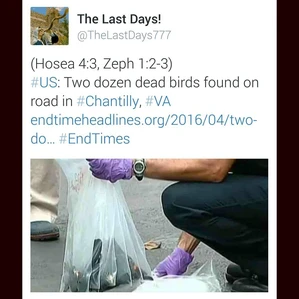 The Last Days!
@TheLastDays777
(Hosea 4:3, Zeph 1:2-3)
#US: Two dozen dead birds found on
road in #Chantilly, #VA
endtimeheadlines.org/2016/04/two-
do... #EndTimes